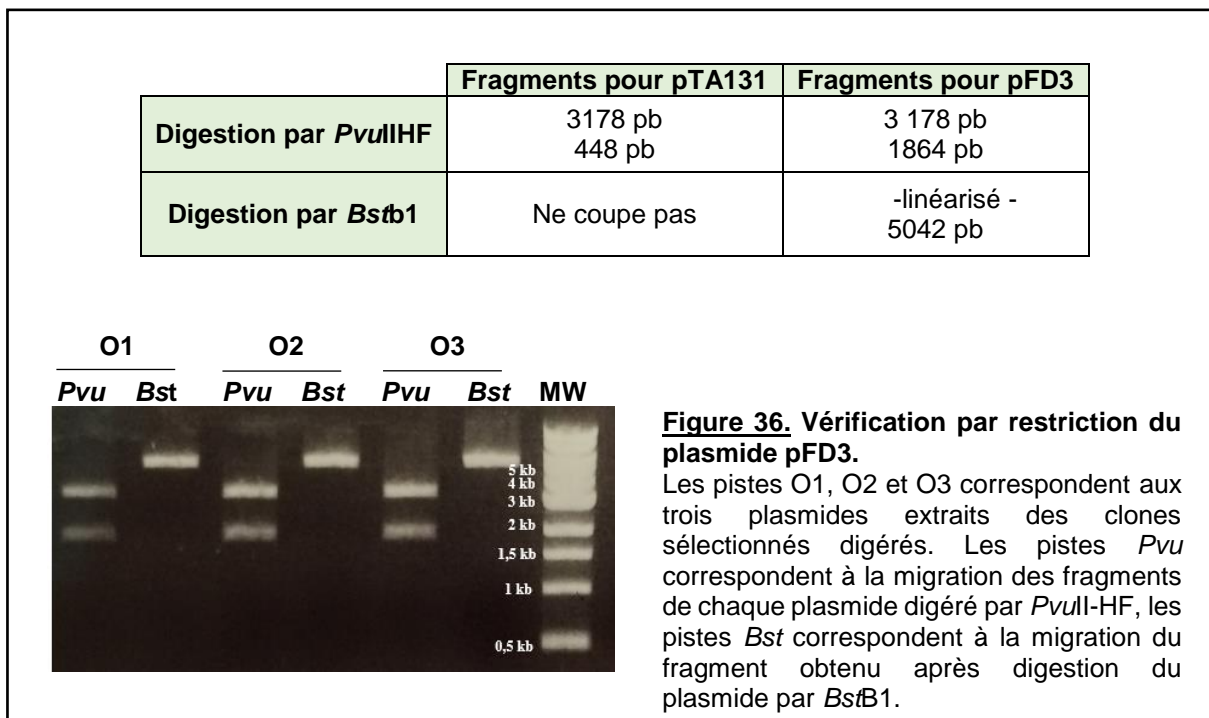 Fragments pour pTA131 Fragments pour pFD3
Digestion par PvuIIHF
3178 pb
448 pb
3 178 pb
1864 pb
Digestion par Bstb1
Ne coupe pas
-linéarisé -
5042 pb
O1 O2 O3
Pvu Bst Pvu Bst Pvu Bst MW
5 kb
4 kb
3 kb
2 kb
1,5 kb
1 kb
0,5 kb
Figure 36. Vérification par restriction du
plasmide pFD3.
Les pistes O1, O2 et O3 correspondent aux
trois plasmides extraits des clones
sélectionnés digérés. Les pistes Pvu
correspondent à la migration des fragments
de chaque plasmide digéré par PvuII-HF, les
pistes Bst correspondent à la migration du
fragment obtenu après digestion du
plasmide par BstB1.